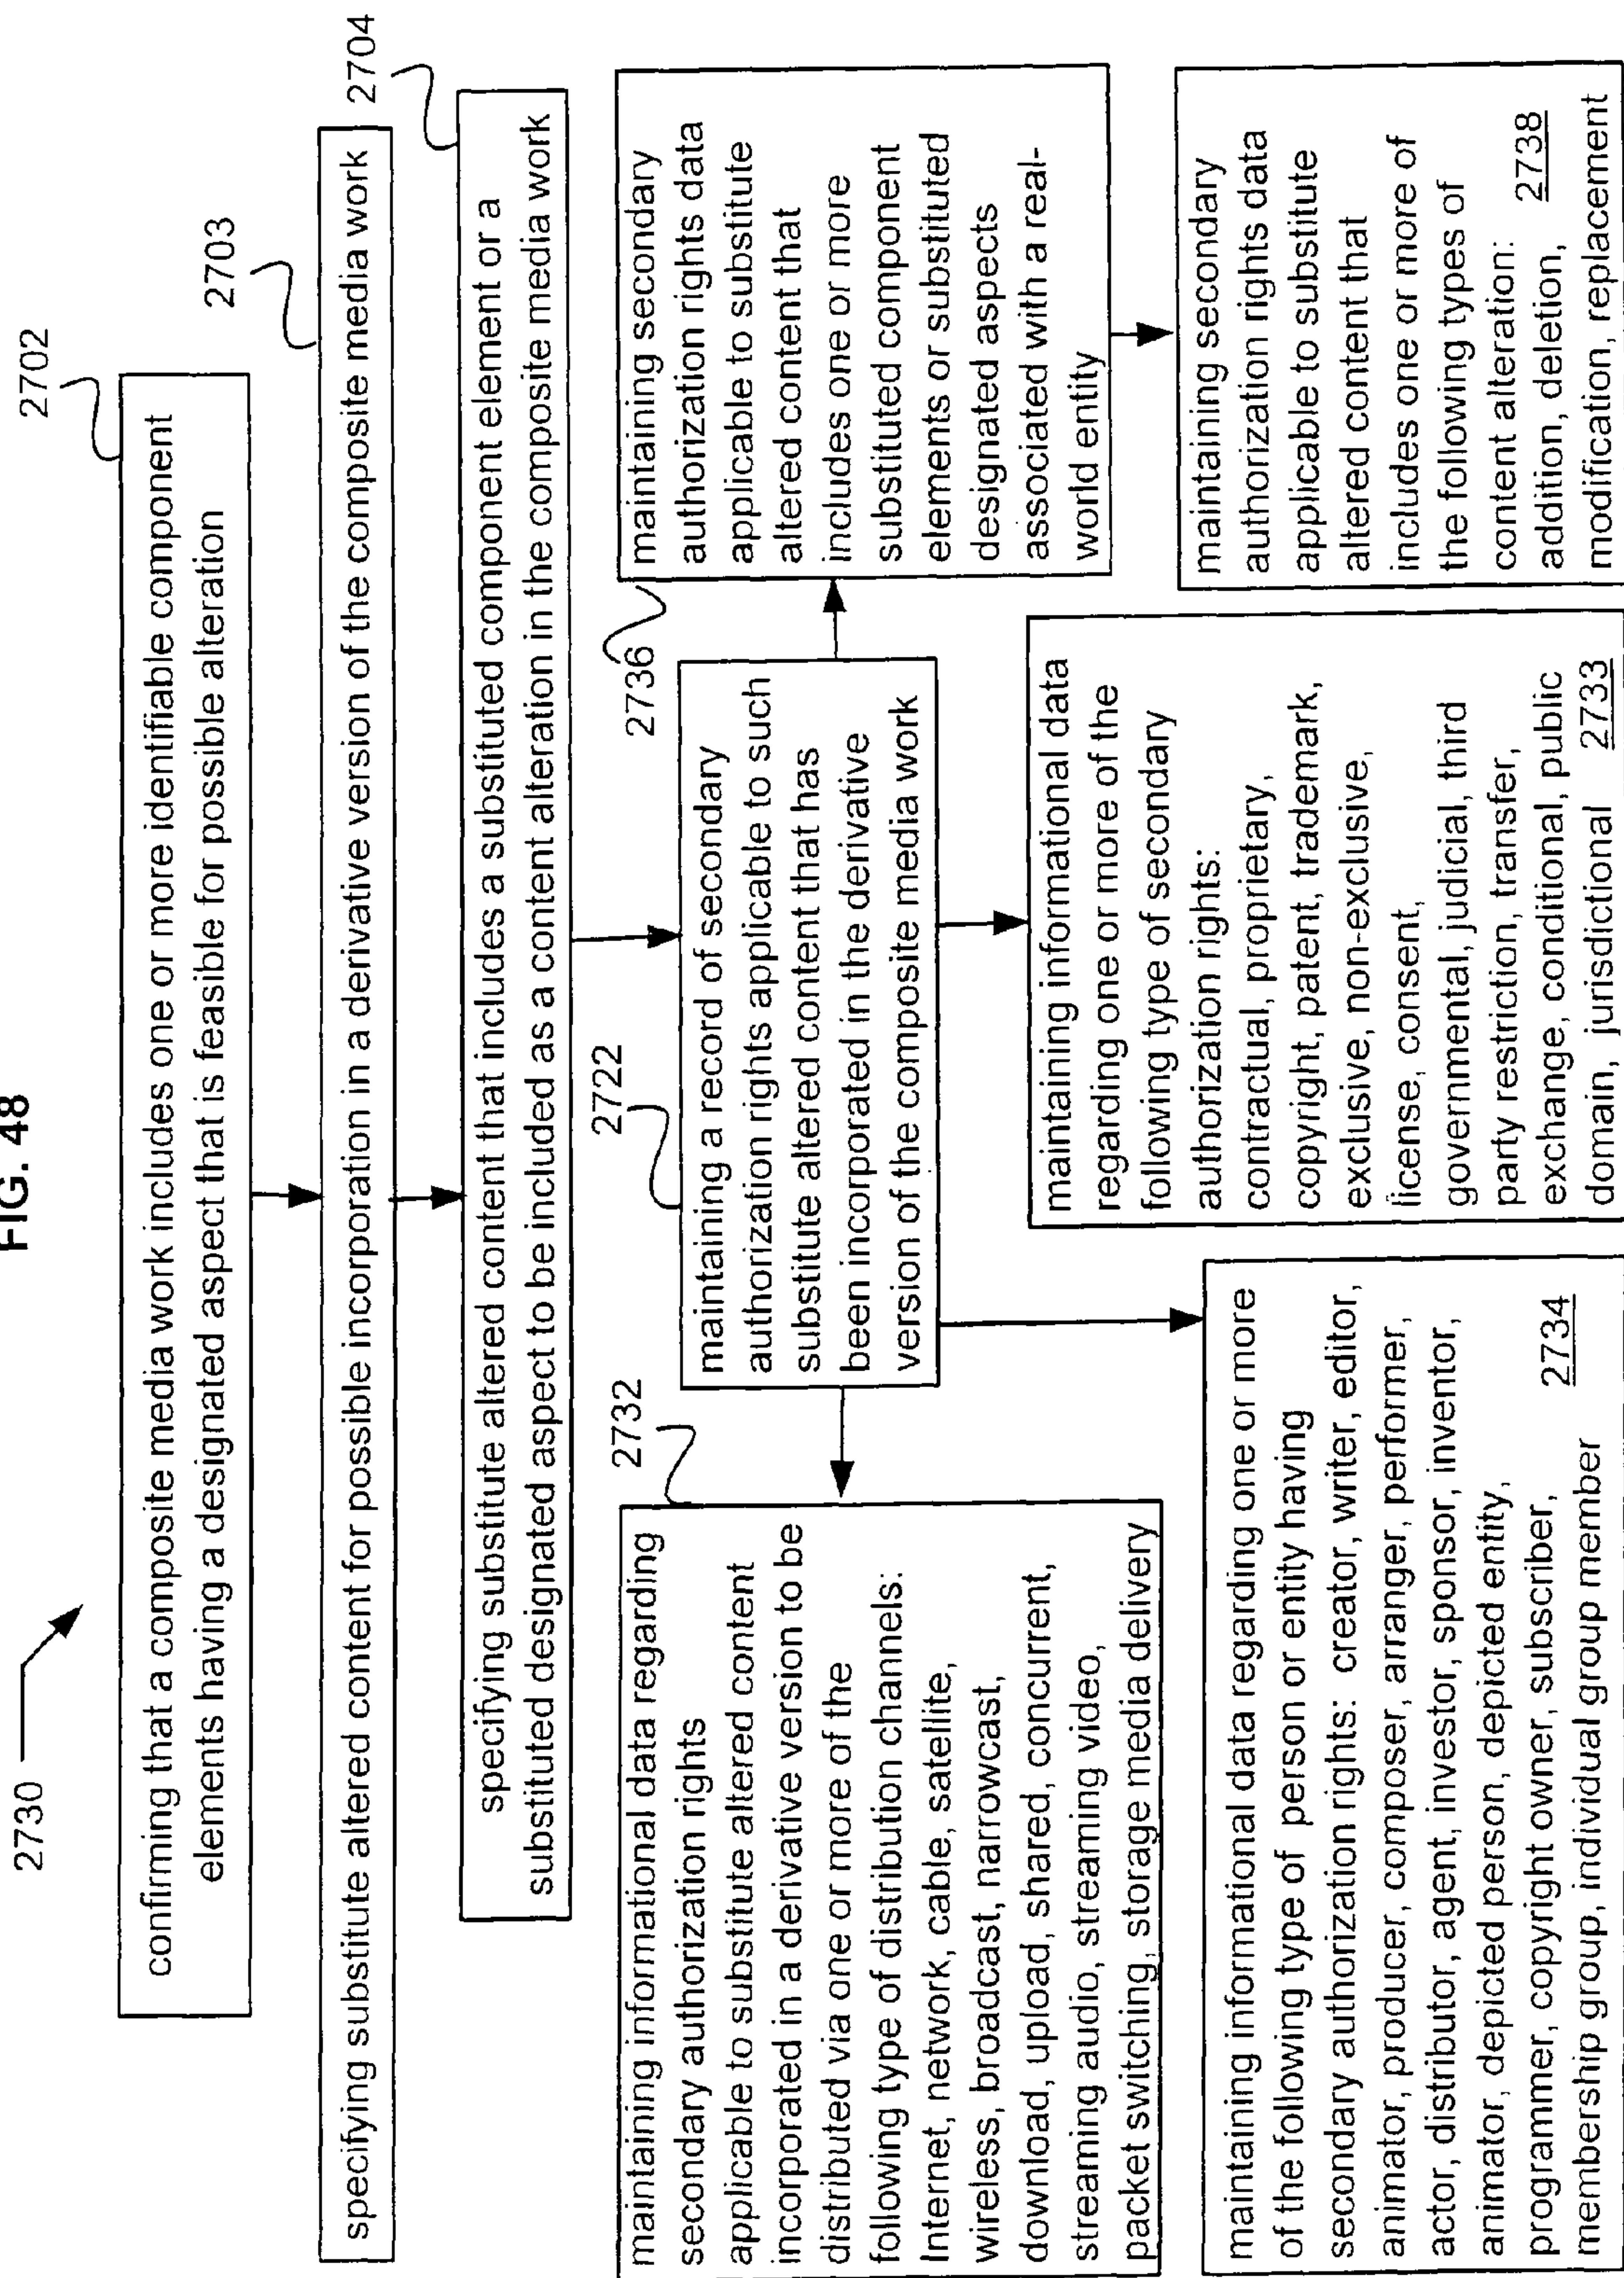 FIG. 48
2730
2702
confirming that a composite media work includes one or more identifiable component
elements having a designated aspect that is feasible for possible alteration
2703
specifying substitute altered content for possible incorporation in a derivative version of the composite media work
2704
specifying substitute altered content that includes a substituted component element or a
substituted designated aspect to be included as a content alteration in the composite media work
2732
maintaining informational data regarding
secondary authorization rights
applicable to substitute altered content
incorporated in a derivative version to be
distributed via one or more of the
following type of distribution channels:
Internet, network, cable, satellite,
wireless, broadcast, narrowcast,
download, upload, shared, concurrent,
streaming audio, streaming video,
packet switching, storage media delivery
2722
maintaining a record of secondary
authorization rights applicable to such
substitute altered content that has
been incorporated in the derivative
version of the composite media work
2736
maintaining secondary
authorization rights data
applicable to substitute
altered content that
includes one or more
substituted component
elements or substituted
designated aspects
associated with a real-
world entity
maintaining informational data regarding one or more
of the following type of person or entity having
secondary authorization rights: creator, writer, editor,
animator, producer, composer, arranger, performer,
actor, distributor, agent, investor, sponsor, inventor,
animator, depicted person, depicted entity,
programmer, copyright owner, subscriber,
membership group, individual group member
2734
maintaining informational data
regarding one or more of the
following type of secondary
authorization rights:
contractual, proprietary,
copyright, patent, trademark,
exclusive, non-exclusive,
license, consent,
governmental, judicial, third
party restriction, transfer,
exchange, conditional, public
domain, jurisdictional 2733
maintaining secondary
authorization rights data
applicable to substitute
altered content that
includes one or more of
the following types of
content alteration: 2738
addition, deletion,
modification, replacement